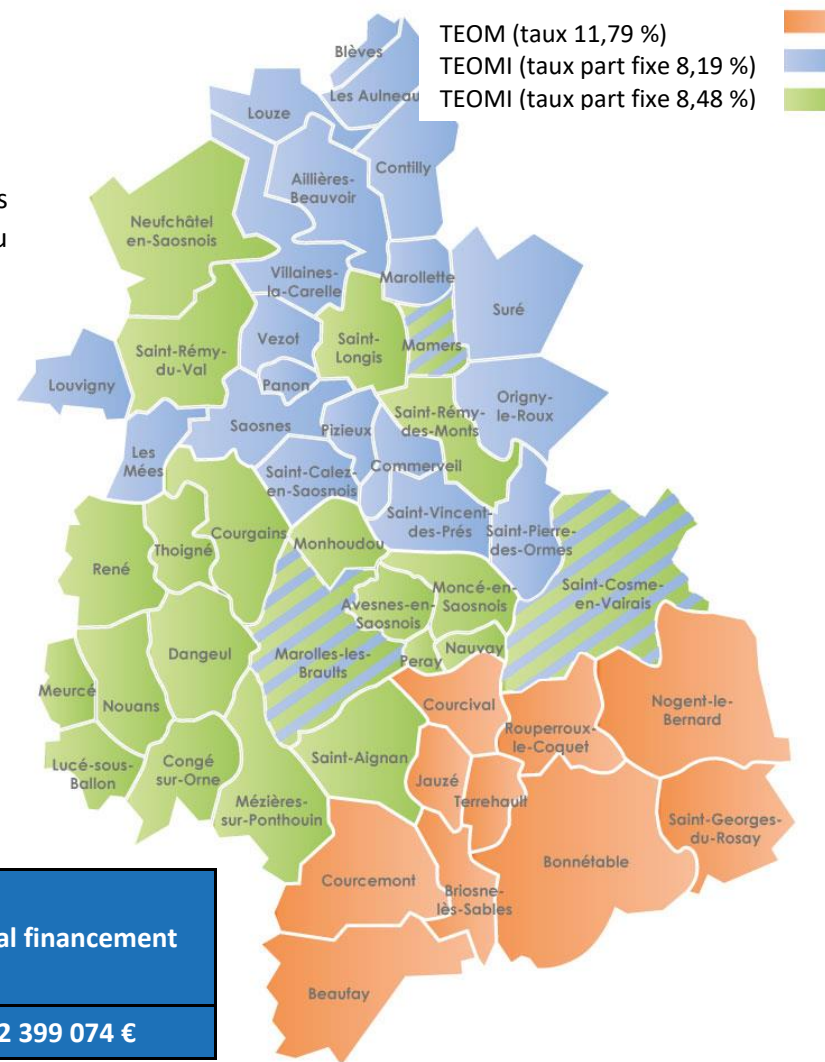 TEOM (taux 11,79 %)
TEOMI (taux part fixe 8,19 %)
TEOMI (taux part fixe 8,48 %)
s
u
Blèves
Les Aulneau
Louze
Contilly
Aillières-
Beauvoir
Neufchâtel
en-Saosnois
Villaines-
la-Carelle
Marollette
Suré
Saint-Rémy-
du-Val
Vezot
Saint-
Longis
Mamers
Louvigny
Panon
Origny-
le-Roux
Saosnes
Pizieux
Saint-Rémy-
des-Monts
Les
Mées
Saint-Calez-
en-Saosnois
Commerveil
Saint-Vincent-
des-Prés
Saint-Pierre-
des-Ormes
Courgains
Thoigné
Monhoudou
René
Saint-Cosme-
en-Vairais
Moncé-en-
Saosnois
Avesnes-en-
Saosnois
Dangeul
Marolles-les-
Braults
Nauvay
Peray
Meurcé
Nouans
Courcival
Nogent-le-
Bernard
Rouperroux-
le-Coquet
Lucé-sous-
Ballon
Congé
sur-Orne
Saint-Aignan
Jauzé
Terrehault
Mézières-
sur-Ponthouin
Saint-Georges-
du-Rosay
Bonnétable
Courcemont
Briosne-
lès-Sables
Beaufay
al financement
2 399 074 €